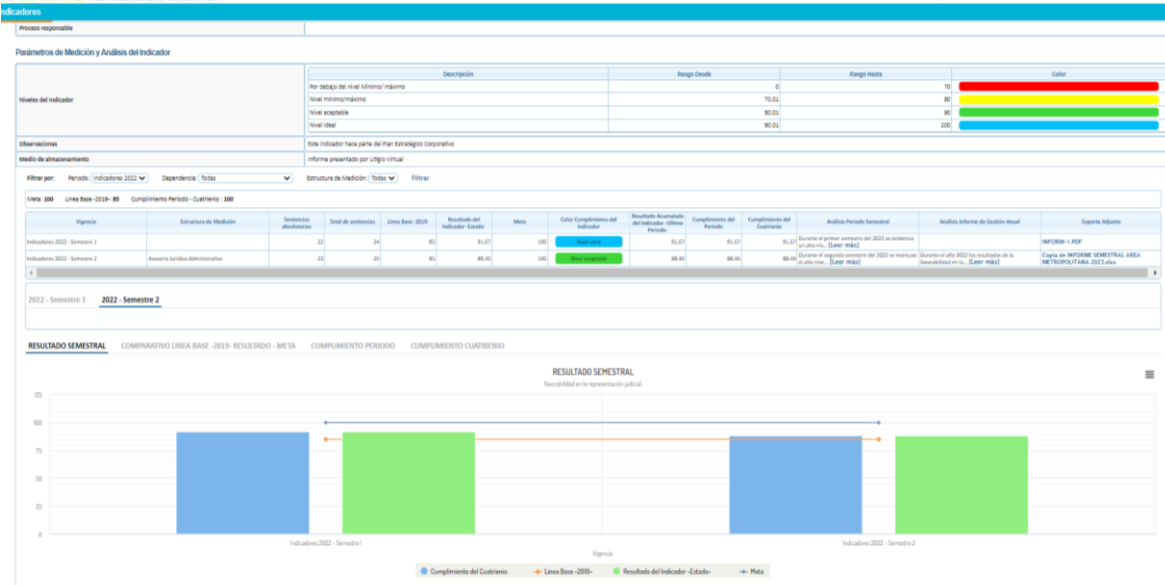 ndicadores
Proceso responsable
Parámetros de Medición y Análisis del Indicador
Niveles del Indicador
Descripción Rango Desde Rango Hasta Color
Por debajo del nivel Mínimo/ máximo 0 70
Nivel mínimo/máximo 70.01 80
Nivel aceptable 80.01 90
Nivel ideal 90.01 200
Observaciones Este indicador hace parte del Plan Estratégico Corporativo
Medio de almacenamiento Informe presentado por Litigio Virtual
Filtrar por: Periodo: Indicadores 2022 Dependencia: Todas Estructura de Medición: Todas Filtrar
Meta: 100 Linea Base -2019-: 85 Cumplimiento Periodo - Cuatrienio : 100
Vigencia Estructura de Medición Sentencias absolutorias Total de sentencias Linea Base -2019- Resultado del Indicador -Estado- Meta Color Cumplimiento del Indicador Resultado Acumulado del Indicador -Ultimo Periodo- Cumplimiento del Periodo Cumplimiento del Cuatrienio Análisis Periodo Semestral Análisis Informe de Gestión Anual Soporte Adjunto
Indicadores 2022 - Semestre 1 22 24 85 91.67 100 Nivel ideal 91.67 91.67 91.67 Durante el primer semestre del 2022 se evidencia un alto niv... [Leer más] INFORM~1.PDF
Indicadores 2022 - Semestre 2 Asesoría Jurídica Administrativa 23 26 85 88.46 100 Nivel aceptable 88.46 88.46 88.46 Durante el segundo semestre del 2022 se mantuvo el alto nive... [Leer más] Durante el año 2022 los resultados de la favorabilidad en la... [Leer más] Copia de INFORME SEMESTRAL AREA METROPOLITANA 2023.xlsx
2022 - Semestre 1 2022 - Semestre 2
RESULTADO SEMESTRAL COMPARATIVO LINEA BASE -2019- RESULTADO - META CUMPLIMIENTO PERIODO CUMPLIMIENTO CUATRIENIO
RESULTADO SEMESTRAL
Favorabilidad en la representación judicial.
125
100
75
50
25
0
Indicadores 2022 - Semestre 1 Indicadores 2022 - Semestre 2
Vigencia
Cumplimiento del Cuatrienio Linea Base -2019- Resultado del Indicador -Estado- Meta